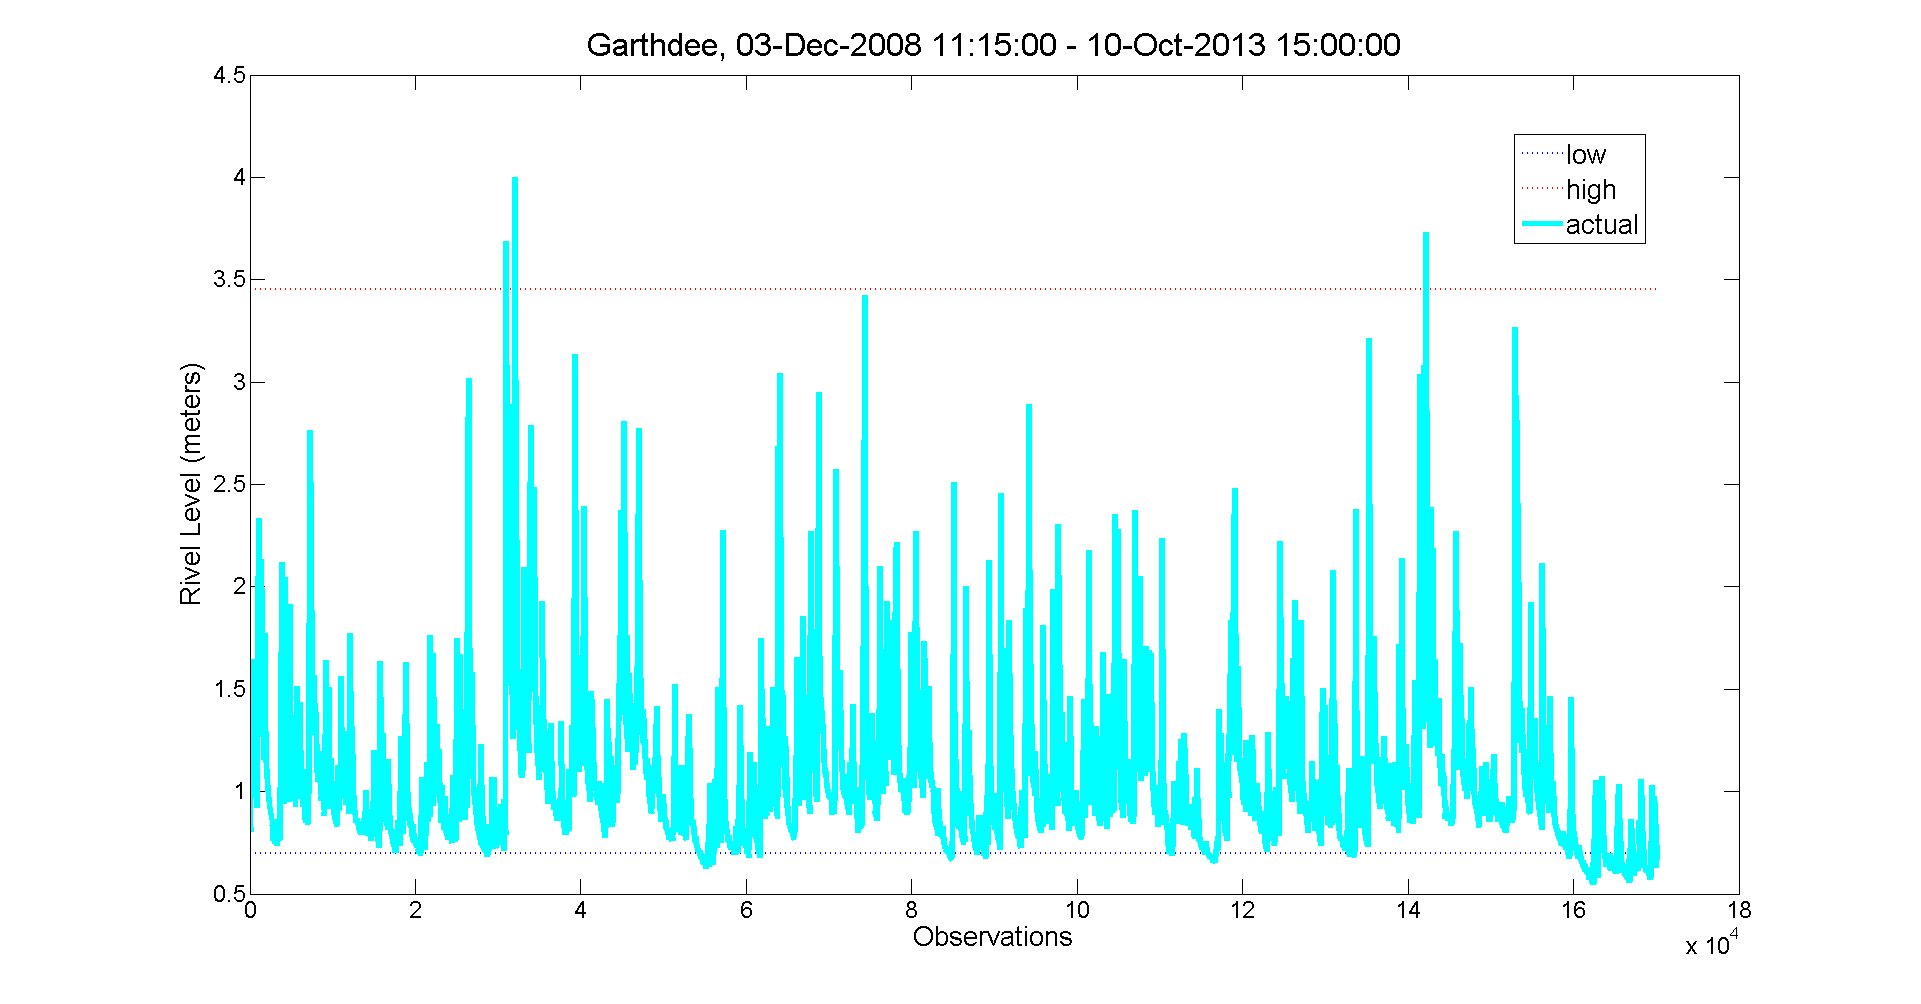 Garthdee, 03-Dec-2008 11:15:00 - 10-Oct-2013 15:00:00
4.5
4
3.5
3
2.5
2
1.5
1
0.5
Rivel Level (meters)
low
high
actual
0 2 4 6 8 10 12 14 16 18
Observations
x 10^4